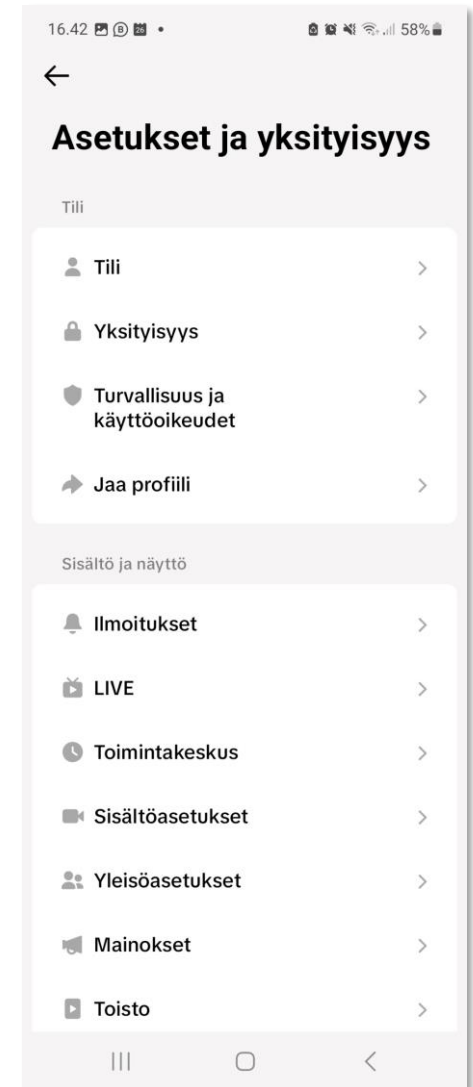 16.42 58%
Asetukset ja yksityisyys
Tili
Tili
Yksityisyys
Turvallisuus ja
käyttöoikeudet
Jaa profiili
Sisältö ja näyttö
Ilmoitukset
LIVE
Toimintakeskus
Sisältöasetukset
Yleisöasetukset
Mainokset
Toisto